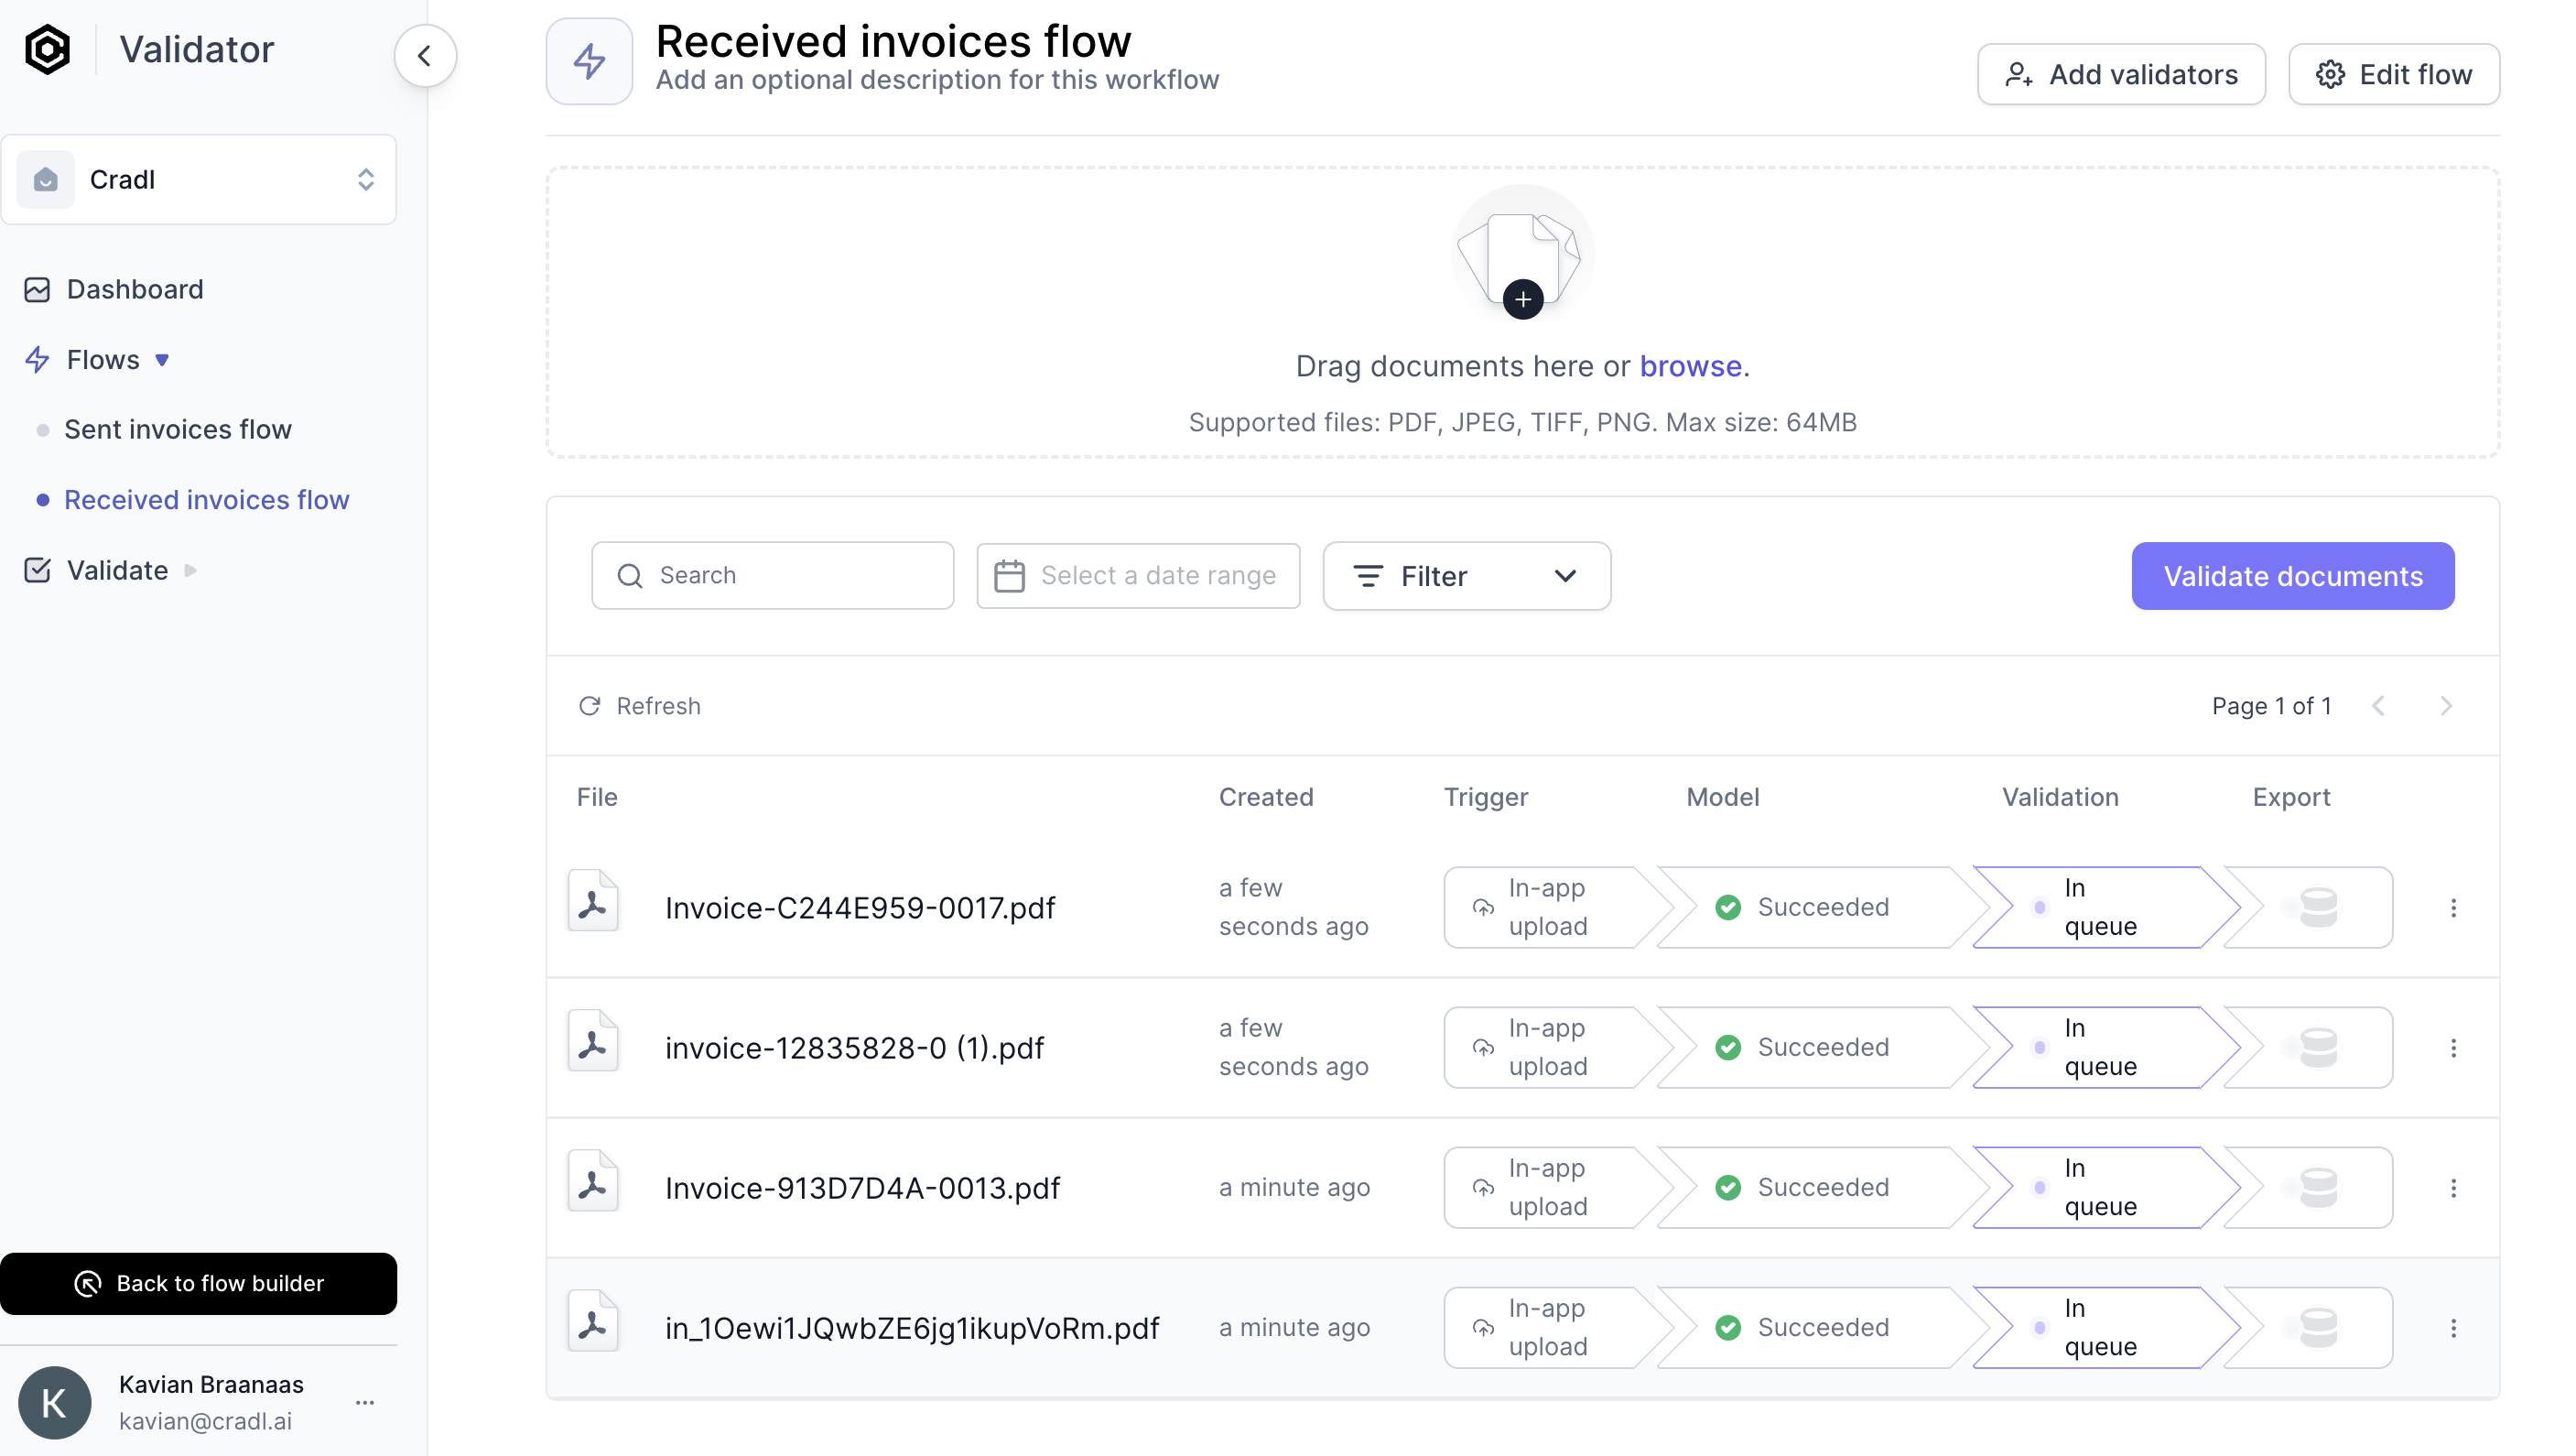 Validator
Cradl
Dashboard
Flows
Sent invoices flow
Received invoices flow
Validate
Back to flow builder
K
Kavian Braanaas
kavian@cradl.ai
Received invoices flow
Add an optional description for this workflow
Add validators
Edit flow
Drag documents here or browse.
Supported files: PDF, JPEG, TIFF, PNG. Max size: 64MB
Search
Select a date range
Filter
Validate documents
Refresh
Page 1 of 1
File Created Trigger Model Validation Export
Invoice-C244E959-0017.pdf
a few
seconds ago
In-app
upload
Succeeded
In
queue
invoice-12835828-0 (1).pdf
a few
seconds ago
In-app
upload
Succeeded
In
queue
Invoice-913D7D4A-0013.pdf
a minute ago
In-app
upload
Succeeded
In
queue
in_1Oewi1JQwbZE6jg1ikupVoRm.pdf
a minute ago
In-app
upload
Succeeded
In
queue